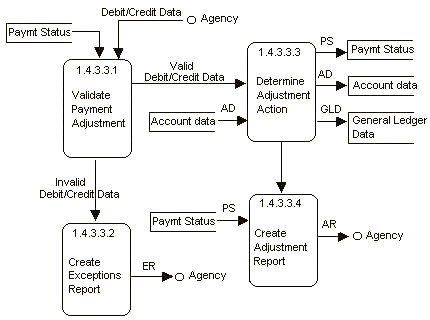 Debit/Credit Data
Agency
Paymt Status
1.4.3.3.1
Validate
Payment
Adjustment
Valid
Debit/Credit Data
1.4.3.3.3
Determine
Adjustment
Action
PS
Paymt Status
AD
Account data
GLD
General Ledger
Data
AD
Account data
Invalid
Debit/Credit Data
1.4.3.3.2
Create
Exceptions
Report
ER
Agency
PS
Paymt Status
1.4.3.3.4
Create
Adjustment
Report
AR
Agency